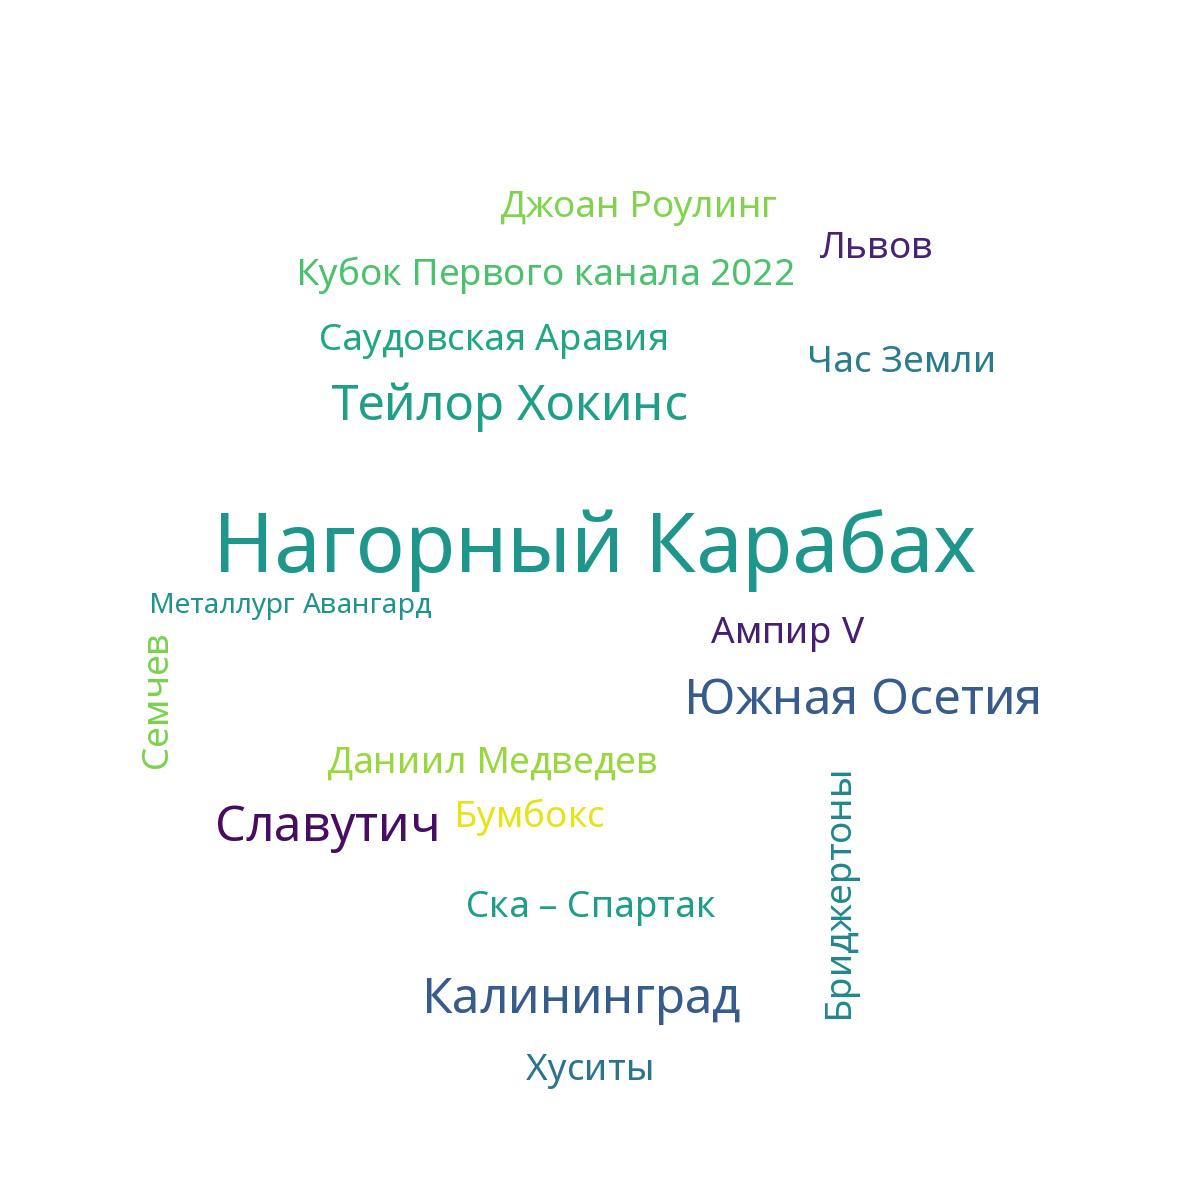 Джоан Роулинг
Львов
Кубок Первого канала 2022
Саудовская Аравия
Час Земли
Тейлор Хокинс
Нагорный Карабах
Металлург Авангард
Ампир V
Семчев
Южная Осетия
Даниил Медведев
Бумбокс
Славутич
Бриджертоны
Ска – Спартак
Калининград
Хуситы